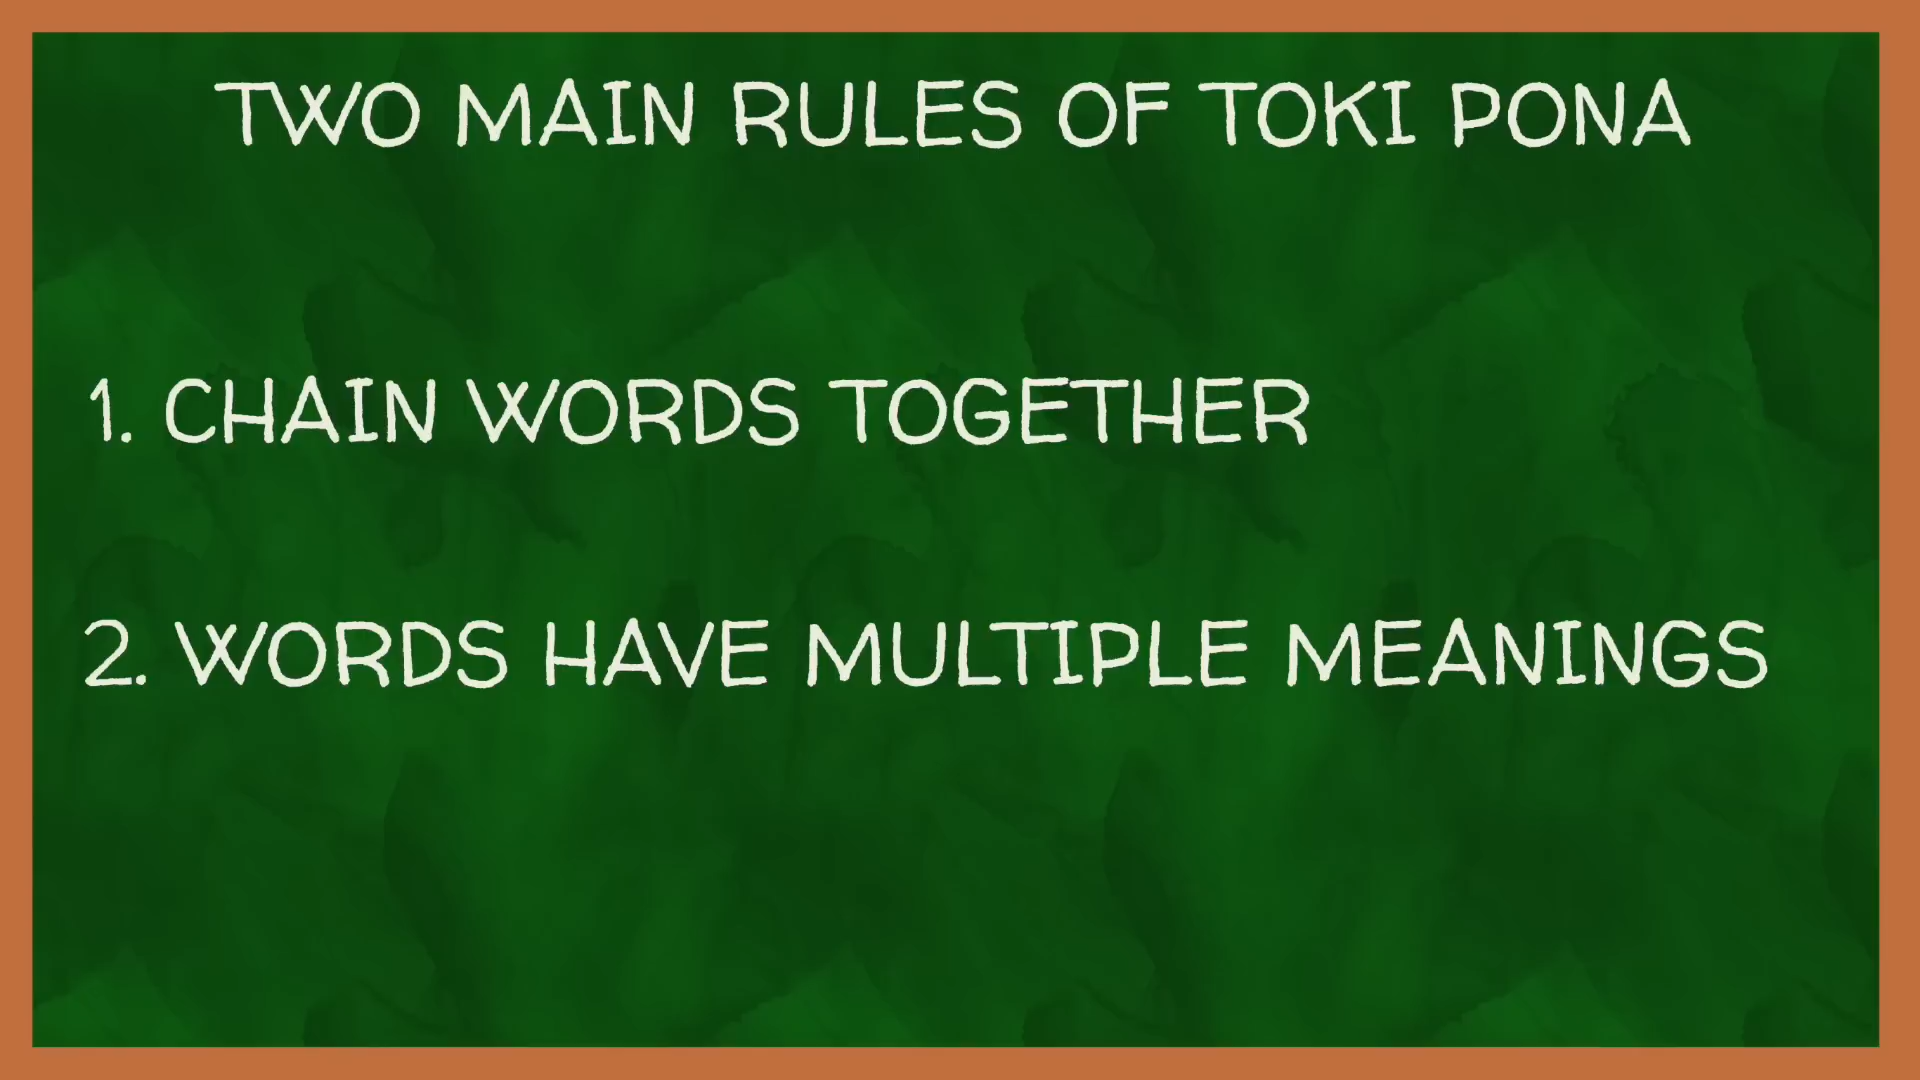 TWO MAIN RULES OF TOKI PONA
1. CHAIN WORDS TOGETHER
2. WORDS HAVE MULTIPLE MEANINGS